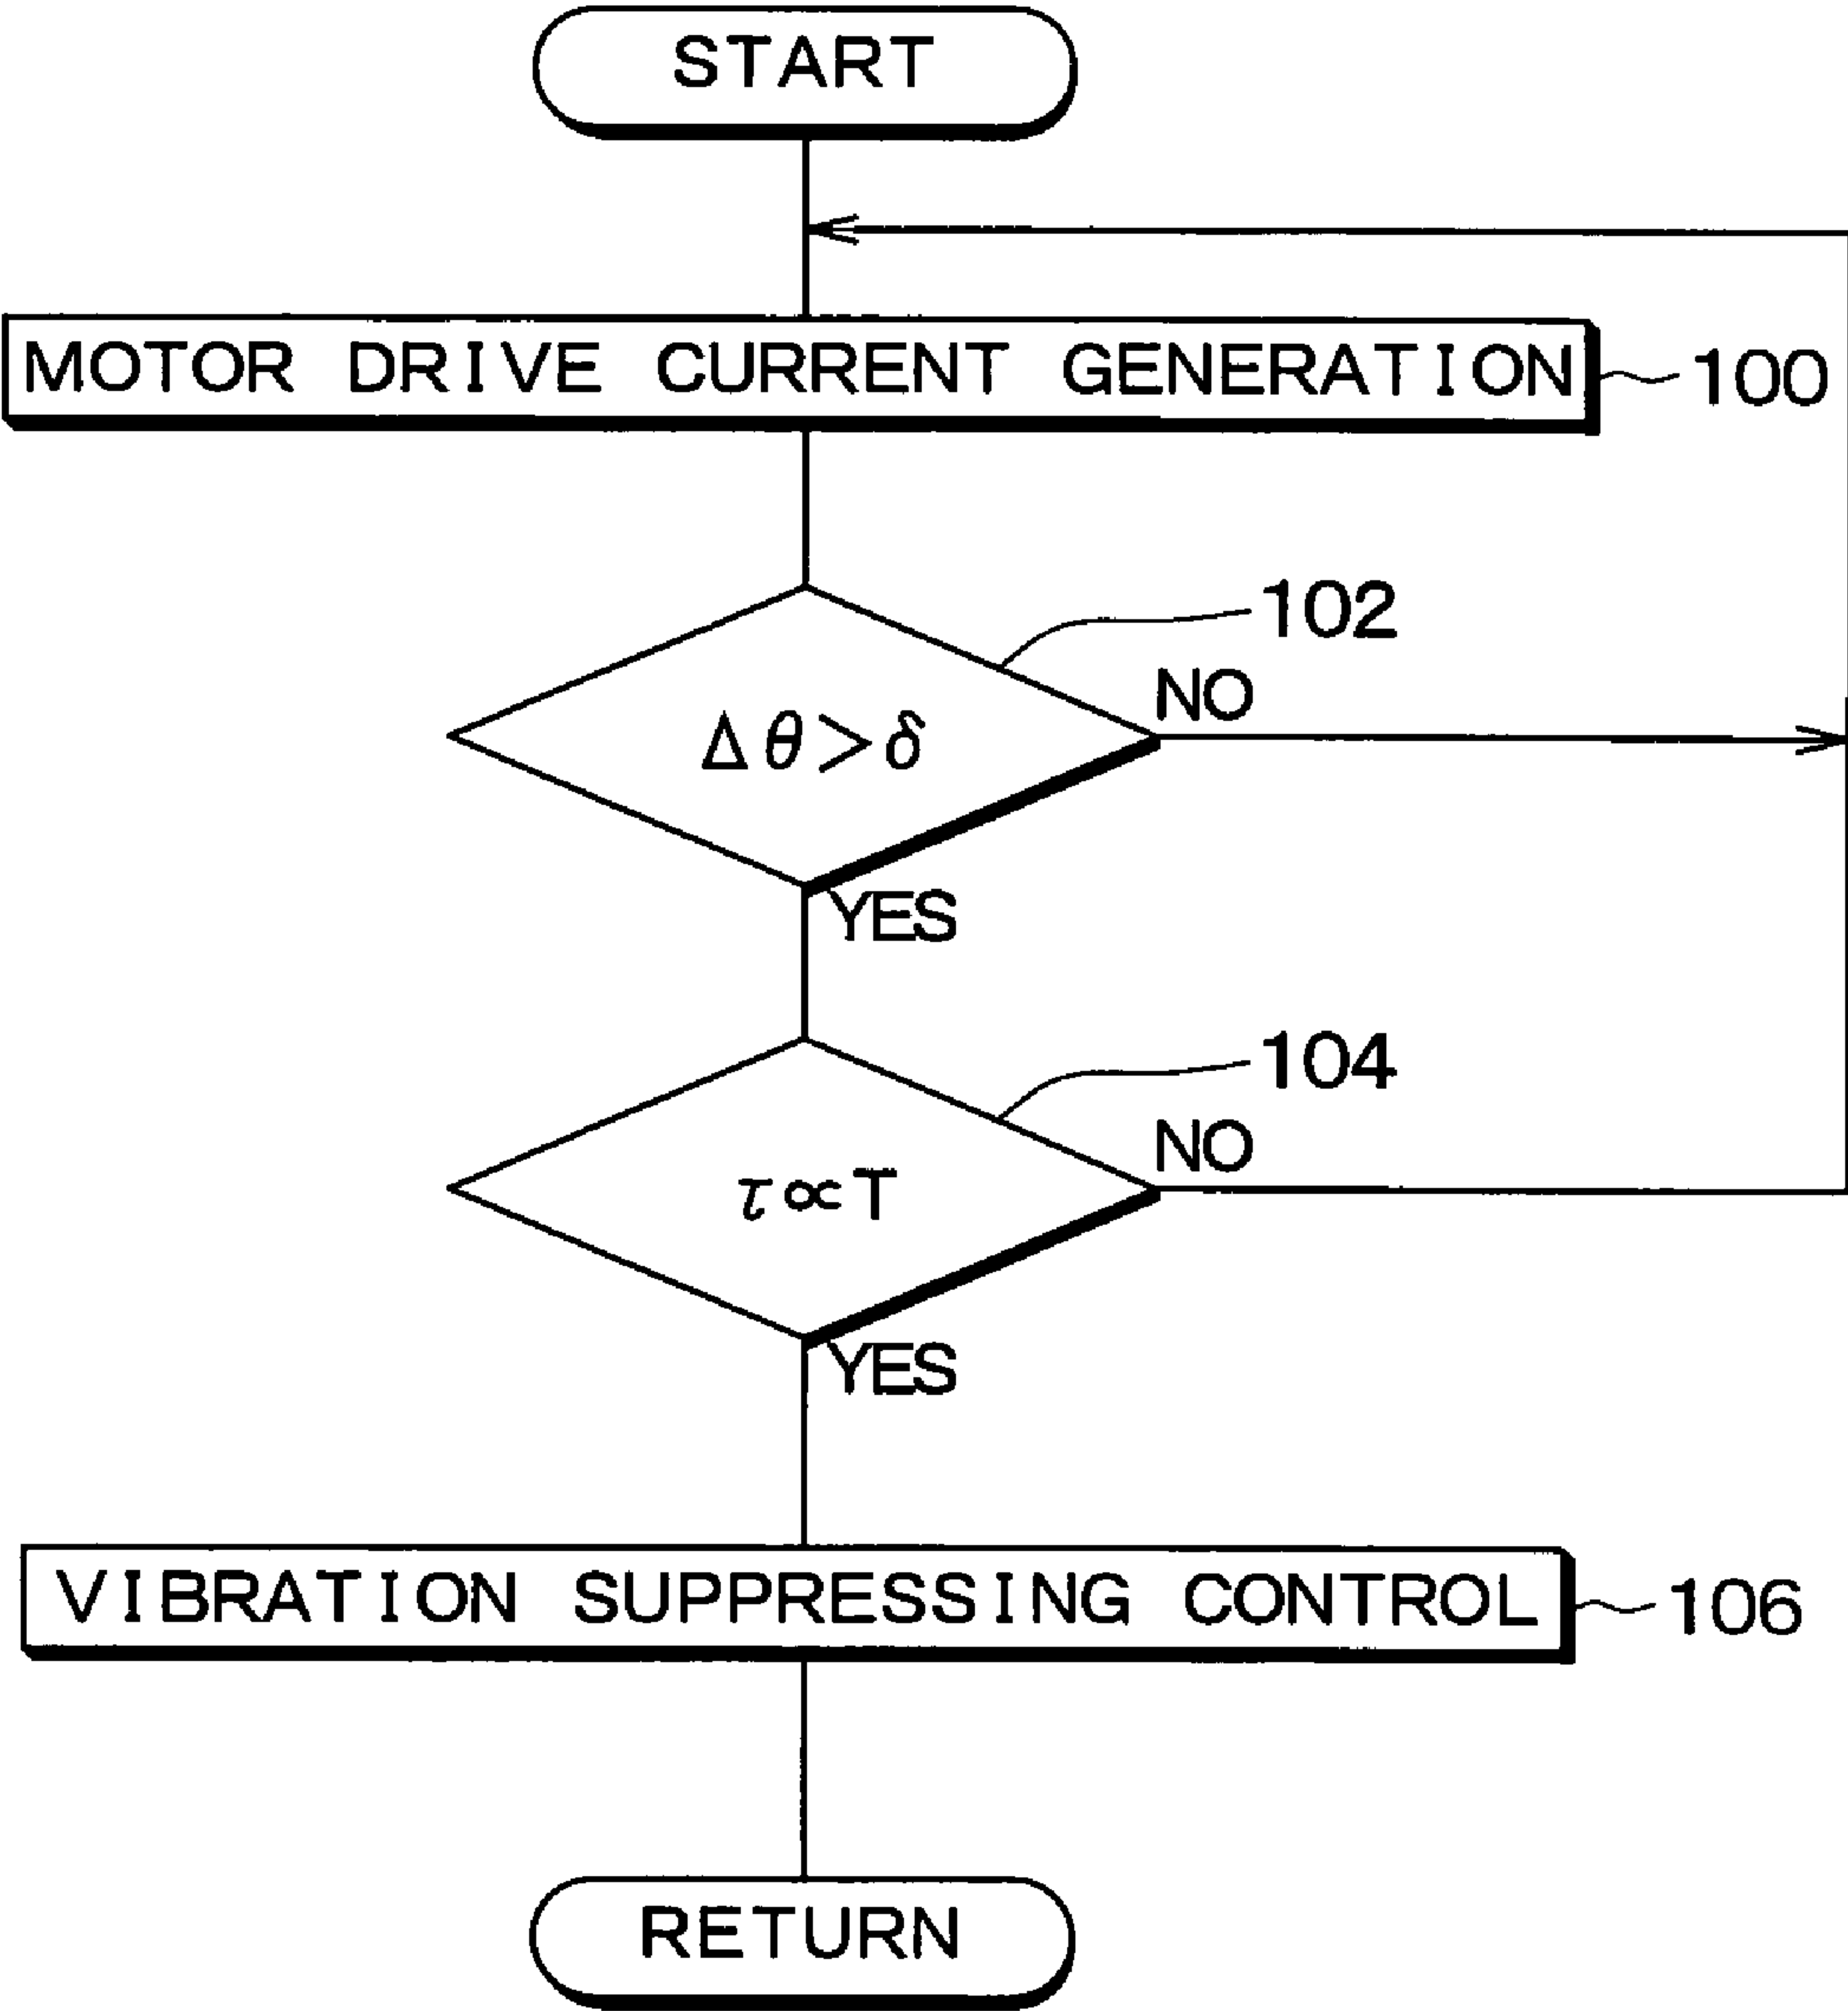 START
MOTOR DRIVE CURRENT GENERATION
100
102
NO
Δθ>δ
YES
104
NO
τ∝T
YES
VIBRATION SUPPRESSING CONTROL
106
RETURN